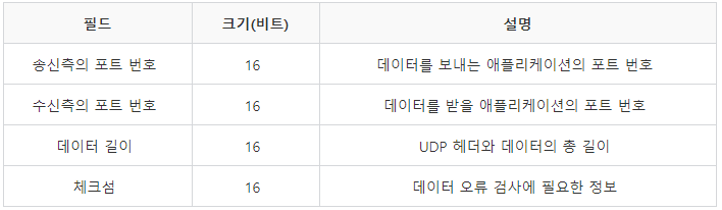 필드 크기(비트) 설명
송신측의 포트 번호 16 데이터를 보내는 애플리케이션의 포트 번호
수신측의 포트 번호 16 데이터를 받을 애플리케이션의 포트 번호
데이터 길이 16 UDP 헤더와 데이터의 총 길이
체크섬 16 데이터 오류 검사에 필요한 정보